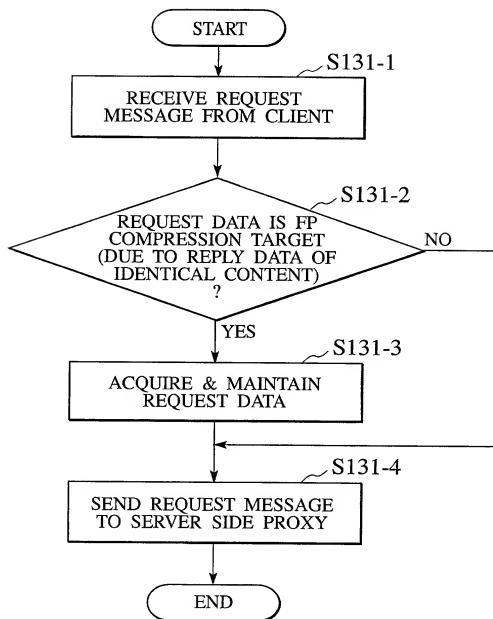 START
S131-1
RECEIVE REQUEST
MESSAGE FROM CLIENT
S131-2
REQUEST DATA IS FP
COMPRESSION TARGET
(DUE TO REPLY DATA OF
IDENTICAL CONTENT)
?
NO
YES
S131-3
ACQUIRE & MAINTAIN
REQUEST DATA
S131-4
SEND REQUEST MESSAGE
TO SERVER SIDE PROXY
END